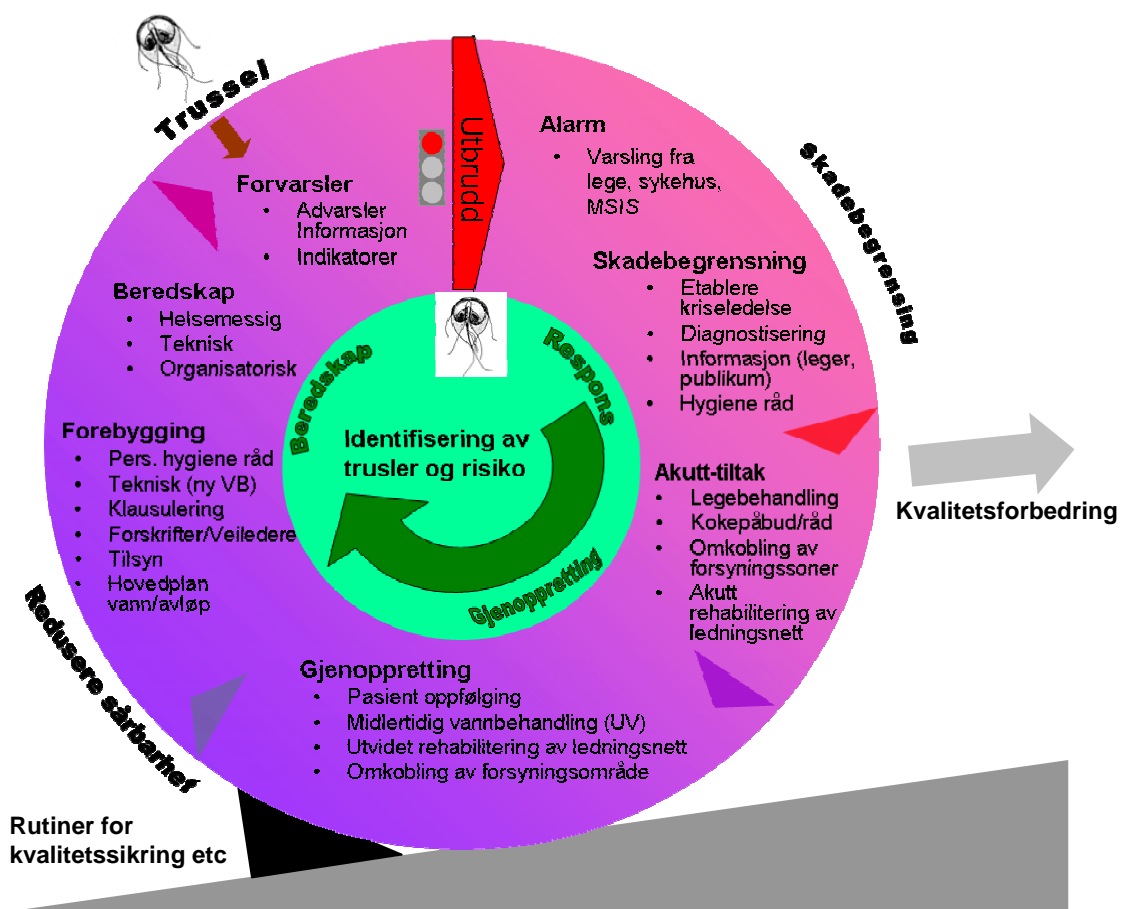 Trussel
Utbrudd
Alarm
• Varsling fra
lege, sykehus,
MSIS
Skadebegrensing
Forvarsler
• Advarsler
Informasjon
• Indikatorer
Skadebegrensning
• Etablere
kriseledelse
• Diagnostisering
• Informasjon (leger,
publikum)
• Hygiene råd
Beredskap
• Helsemessig
• Teknisk
• Organisatorisk
Beredskap
Respons
Gjenoppretting
Identifisering av
trusler og risiko
Forebygging
• Pers. hygiene råd
• Teknisk (ny VB)
• Klausulering
• Forskrifter/Veiledere
• Tilsyn
• Hovedplan
vann/avløp
Akutt-tiltak
• Legebehandling
• Kokepåbud/råd
• Omkobling av
forsyningssoner
• Akutt
rehabilitering av
ledningsnett
Kvalitetsforbedring
Redusere sårbarhet
Gjenoppretting
• Pasient oppfølging
• Midlertidig vannbehandling (UV)
• Utvidet rehabilitering av ledningsnett
• Omkobling av forsyningsområde
Rutiner for
kvalitetssikring etc